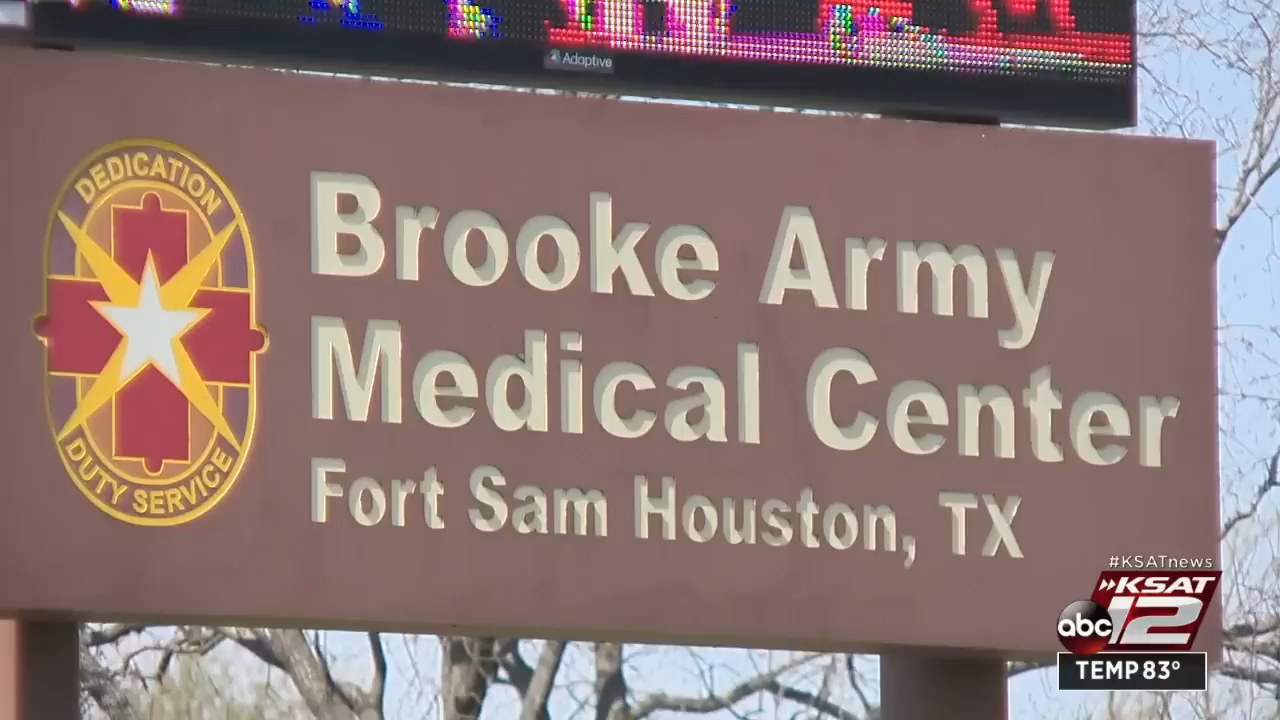 Adaptive
DEDICATION
Brooke Army
Medical Center
Fort Sam Houston, TX
DUTY SERVICE
#KSATnews
KSAT
abc 12
TEMP 83°